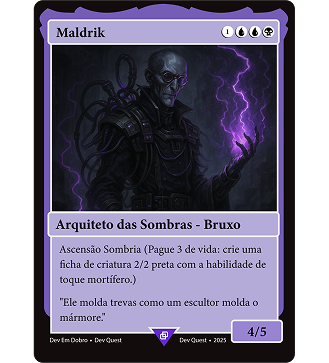 Maldrik
1
Arquiteto das Sombras - Bruxo
Ascensão Sombria (Pague 3 de vida: crie uma
ficha de criatura 2/2 preta com a habilidade de
toque mortífero.)
"Ele molda trevas como um escultor molda o
mármore."
Dev Em Dobro • Dev Quest
Dev Quest • 2025
4/5